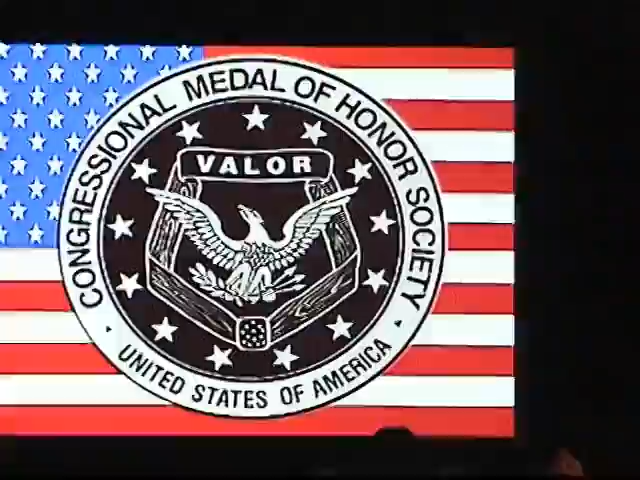 CONGRESSIONAL MEDAL OF HONOR SOCIETY
VALOR
UNITED STATES OF AMERICA